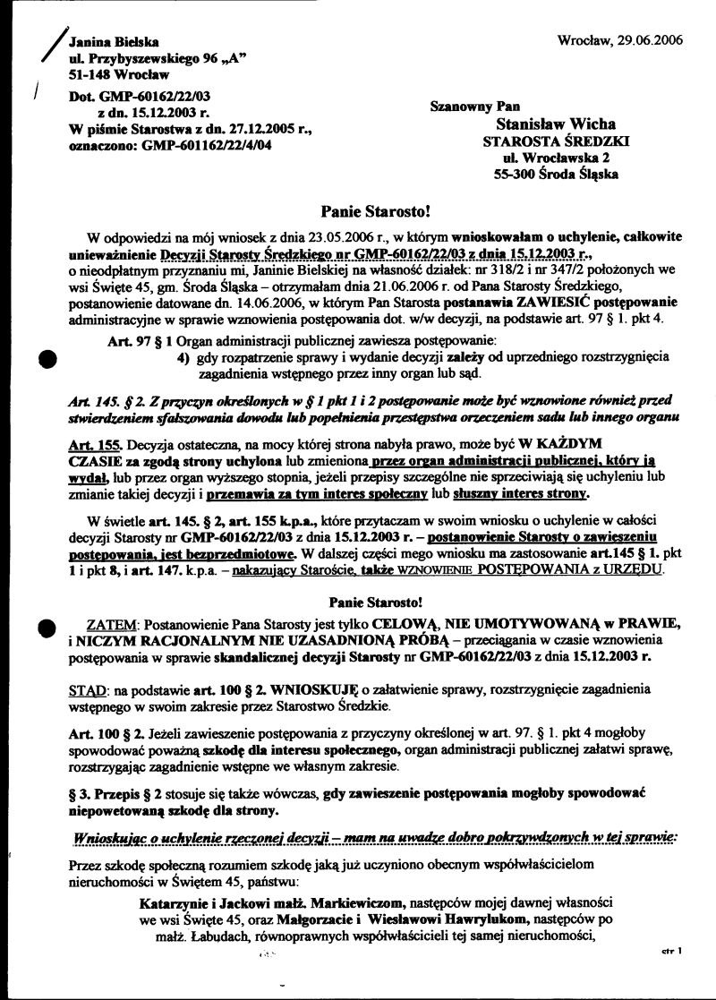 Janina Bielska
ul. Przybyszewskiego 96 „A”
51-148 Wrocław
Wrocław, 29.06.2006
Dot. GMP-60162/22/03
z dn. 15.12.2003 r.
W piśmie Starostwa z dn. 27.12.2005 r.,
oznaczono: GMP-601162/22/4/04
Szanowny Pan
Stanisław Wicha
STAROSTA ŚREDZKI
ul. Wrocławska 2
55-300 Środa Śląska
Panie Starosto!
W odpowiedzi na mój wniosek z dnia 23.05.2006 r., w którym wnioskowałam o uchylenie, całkowite
unieważnienie Decyzji Starosty Średzkiego nr GMP-60162/22/03 z dnia 15.12.2003 r.,
o nieodpłatnym przyznaniu mi, Janinie Bielskiej na własność działek: nr 318/2 i nr 347/2 położonych we
wsi Święte 45, gm. Środa Śląska – otrzymałam dnia 21.06.2006 r. od Pana Starosty Średzkiego,
postanowienie datowane dn. 14.06.2006, w którym Pan Starosta postanawia ZAWIESIĆ postępowanie
administracyjne w sprawie wznowienia postępowania dot. w/w decyzji, na podstawie art. 97 § 1. pkt 4.
Art. 97 § 1 Organ administracji publicznej zawiesza postępowanie:
4) gdy rozpatrzenie sprawy i wydanie decyzji zależy od uprzedniego rozstrzygnięcia
zagadnienia wstępnego przez inny organ lub sąd.
Art. 145. § 2. Z przyczyn określonych w § 1 pkt 1 i 2 postępowanie może być wznowione również przed
stwierdzeniem sfałszowania dowodu lub popełnienia przestępstwa orzeczeniem sadu lub innego organu
Art. 155. Decyzja ostateczna, na mocy której strona nabyła prawo, może być W KAŻDYM
CZASIE za zgodą strony uchylona lub zmieniona przez organ administracji publicznej, który ją
wydał, lub przez organ wyższego stopnia, jeżeli przepisy szczególne nie sprzeciwiają się uchyleniu lub
zmianie takiej decyzji i przemawia za tym interes społeczny lub słuszny interes strony.
W świetle art. 145. § 2, art. 155 k.p.a., które przytaczam w swoim wniosku o uchylenie w całości
decyzji Starosty nr GMP-60162/22/03 z dnia 15.12.2003 r. – postanowienie Starosty o zawieszeniu
postępowania, jest bezprzedmiotowe. W dalszej części mego wniosku ma zastosowanie art.145 § 1. pkt
1 i pkt 8, i art. 147. k.p.a. – nakazujący Staroście, także WZNOWIENIE POSTĘPOWANIA z URZĘDU.
Panie Starosto!
ZATEM: Postanowienie Pana Starosty jest tylko CELOWĄ, NIE UMOTYWOWANĄ w PRAWIE,
i NICZYM RACJONALNYM NIE UZASADNIONĄ PRÓBĄ – przeciągania w czasie wznowienia
postępowania w sprawie skandalicznej decyzji Starosty nr GMP-60162/22/03 z dnia 15.12.2003 r.
STĄD: na podstawie art. 100 § 2. WNIOSKUJĘ o załatwienie sprawy, rozstrzygnięcie zagadnienia
wstępnego w swoim zakresie przez Starostwo Średzkie.
Art. 100 § 2. Jeżeli zawieszenie postępowania z przyczyny określonej w art. 97. § 1. pkt 4 mogłoby
spowodować poważną szkodę dla interesu społecznego, organ administracji publicznej załatwi sprawę,
rozstrzygając zagadnienie wstępne we własnym zakresie.
§ 3. Przepis § 2 stosuje się także wówczas, gdy zawieszenie postępowania mogłoby spowodować
niepowetowaną szkodę dla strony.
Wnioskując o uchylenie rzeczonej decyzji – mam na uwadze dobro pokrzywdzonych w tej sprawie:
Przez szkodę społeczną rozumiem szkodę jaką już uczyniono obecnym współwłaścicielom
nieruchomości w Świętem 45, państwu:
Katarzynie i Jackowi małż. Markiewiczom, następców mojej dawnej własności
we wsi Święte 45, oraz Małgorzacie i Wiesławowi Hawrylukom, następców po
małż. Łabudach, równoprawnych współwłaścicieli tej samej nieruchomości,
str 1